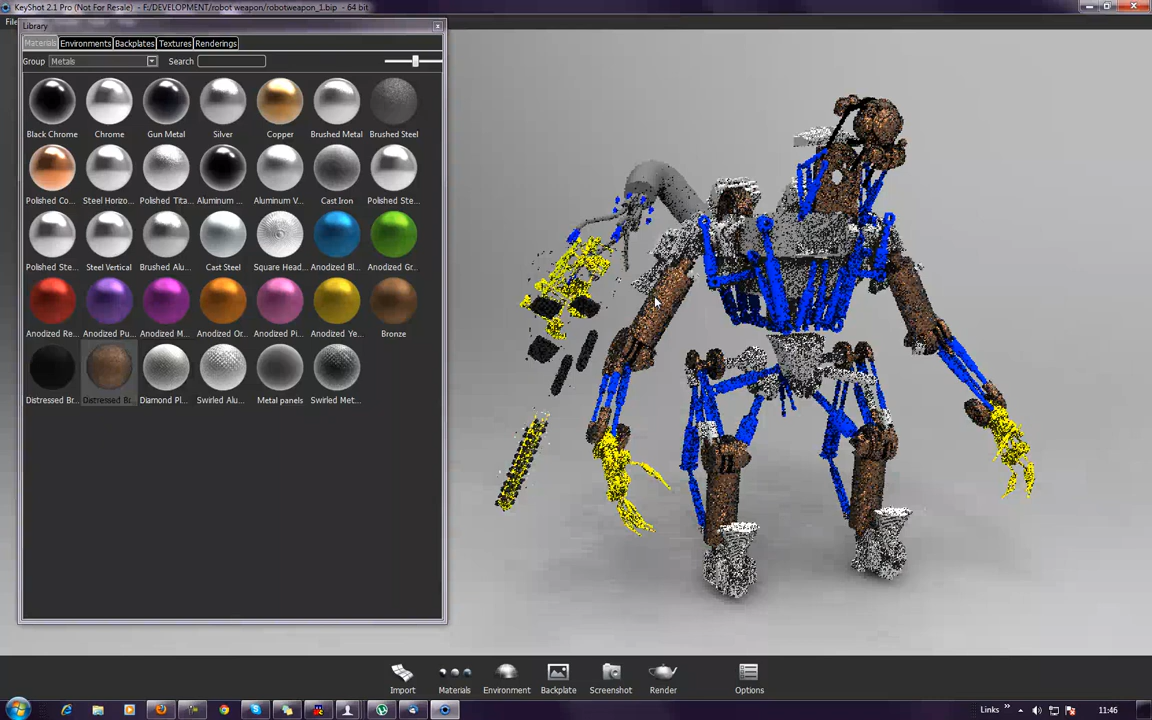 KeyShot 2.1 Pro (Not For Resale) - F:/DEVELOPMENT/robot weapon/robotweapon_1.bip - 64 bit
File
Library
Materials Environments Backplates Textures Renderings
Group Metals Search
Black Chrome Chrome Gun Metal Silver Copper Brushed Metal Brushed Steel
Polished Co... Steel Horizo... Polished Tita... Aluminum ... Aluminum V... Cast Iron Polished Ste...
Polished Ste... Steel Vertical Brushed Alu... Cast Steel Square Head... Anodized Bl... Anodized Gr...
Anodized Re... Anodized Pu... Anodized M... Anodized Or... Anodized Pi... Anodized Ye... Bronze
Distressed Br... Distressed Br... Diamond Pl... Swirled Alu... Metal panels Swirled Met...
Import Materials Environment Backplate Screenshot Render Options
Links » 11:46